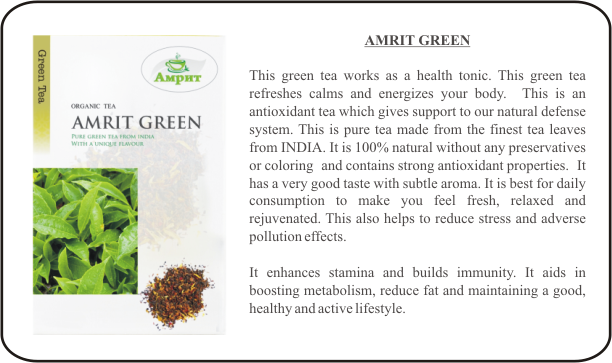 Green Tea
Амрит
ORGANIC TEA
AMRIT GREEN
PURE GREEN TEA FROM INDIA
WITH A UNIQUE FLAVOUR
AMRIT GREEN
This green tea works as a health tonic. This green tea
refreshes calms and energizes your body. This is an
antioxidant tea which gives support to our natural defense
system. This is pure tea made from the finest tea leaves
from INDIA. It is 100% natural without any preservatives
or coloring and contains strong antioxidant properties. It
has a very good taste with subtle aroma. It is best for daily
consumption to make you feel fresh, relaxed and
rejuvenated. This also helps to reduce stress and adverse
pollution effects.
It enhances stamina and builds immunity. It aids in
boosting metabolism, reduce fat and maintaining a good,
healthy and active lifestyle.